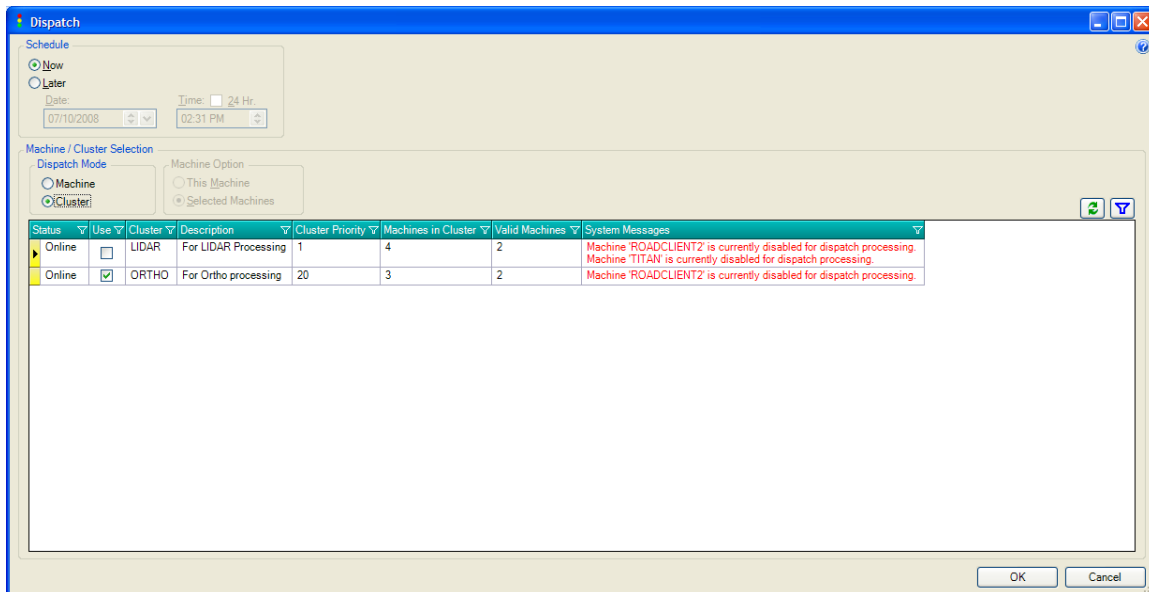 Dispatch
Schedule
Now
Later
Date: Time: 24 Hr.
07/10/2008 02:31 PM
Machine / Cluster Selection
Dispatch Mode Machine Option
Machine This Machine
Cluster Selected Machines
Status Use Cluster Description Cluster Priority Machines in Cluster Valid Machines System Messages
Online LIDAR For LIDAR Processing 1 4 2 Machine 'ROADCLIENT2' is currently disabled for dispatch processing.
Machine 'TITAN' is currently disabled for dispatch processing.
Online ORTHO For Ortho processing 20 3 2 Machine 'ROADCLIENT2' is currently disabled for dispatch processing.
OK Cancel